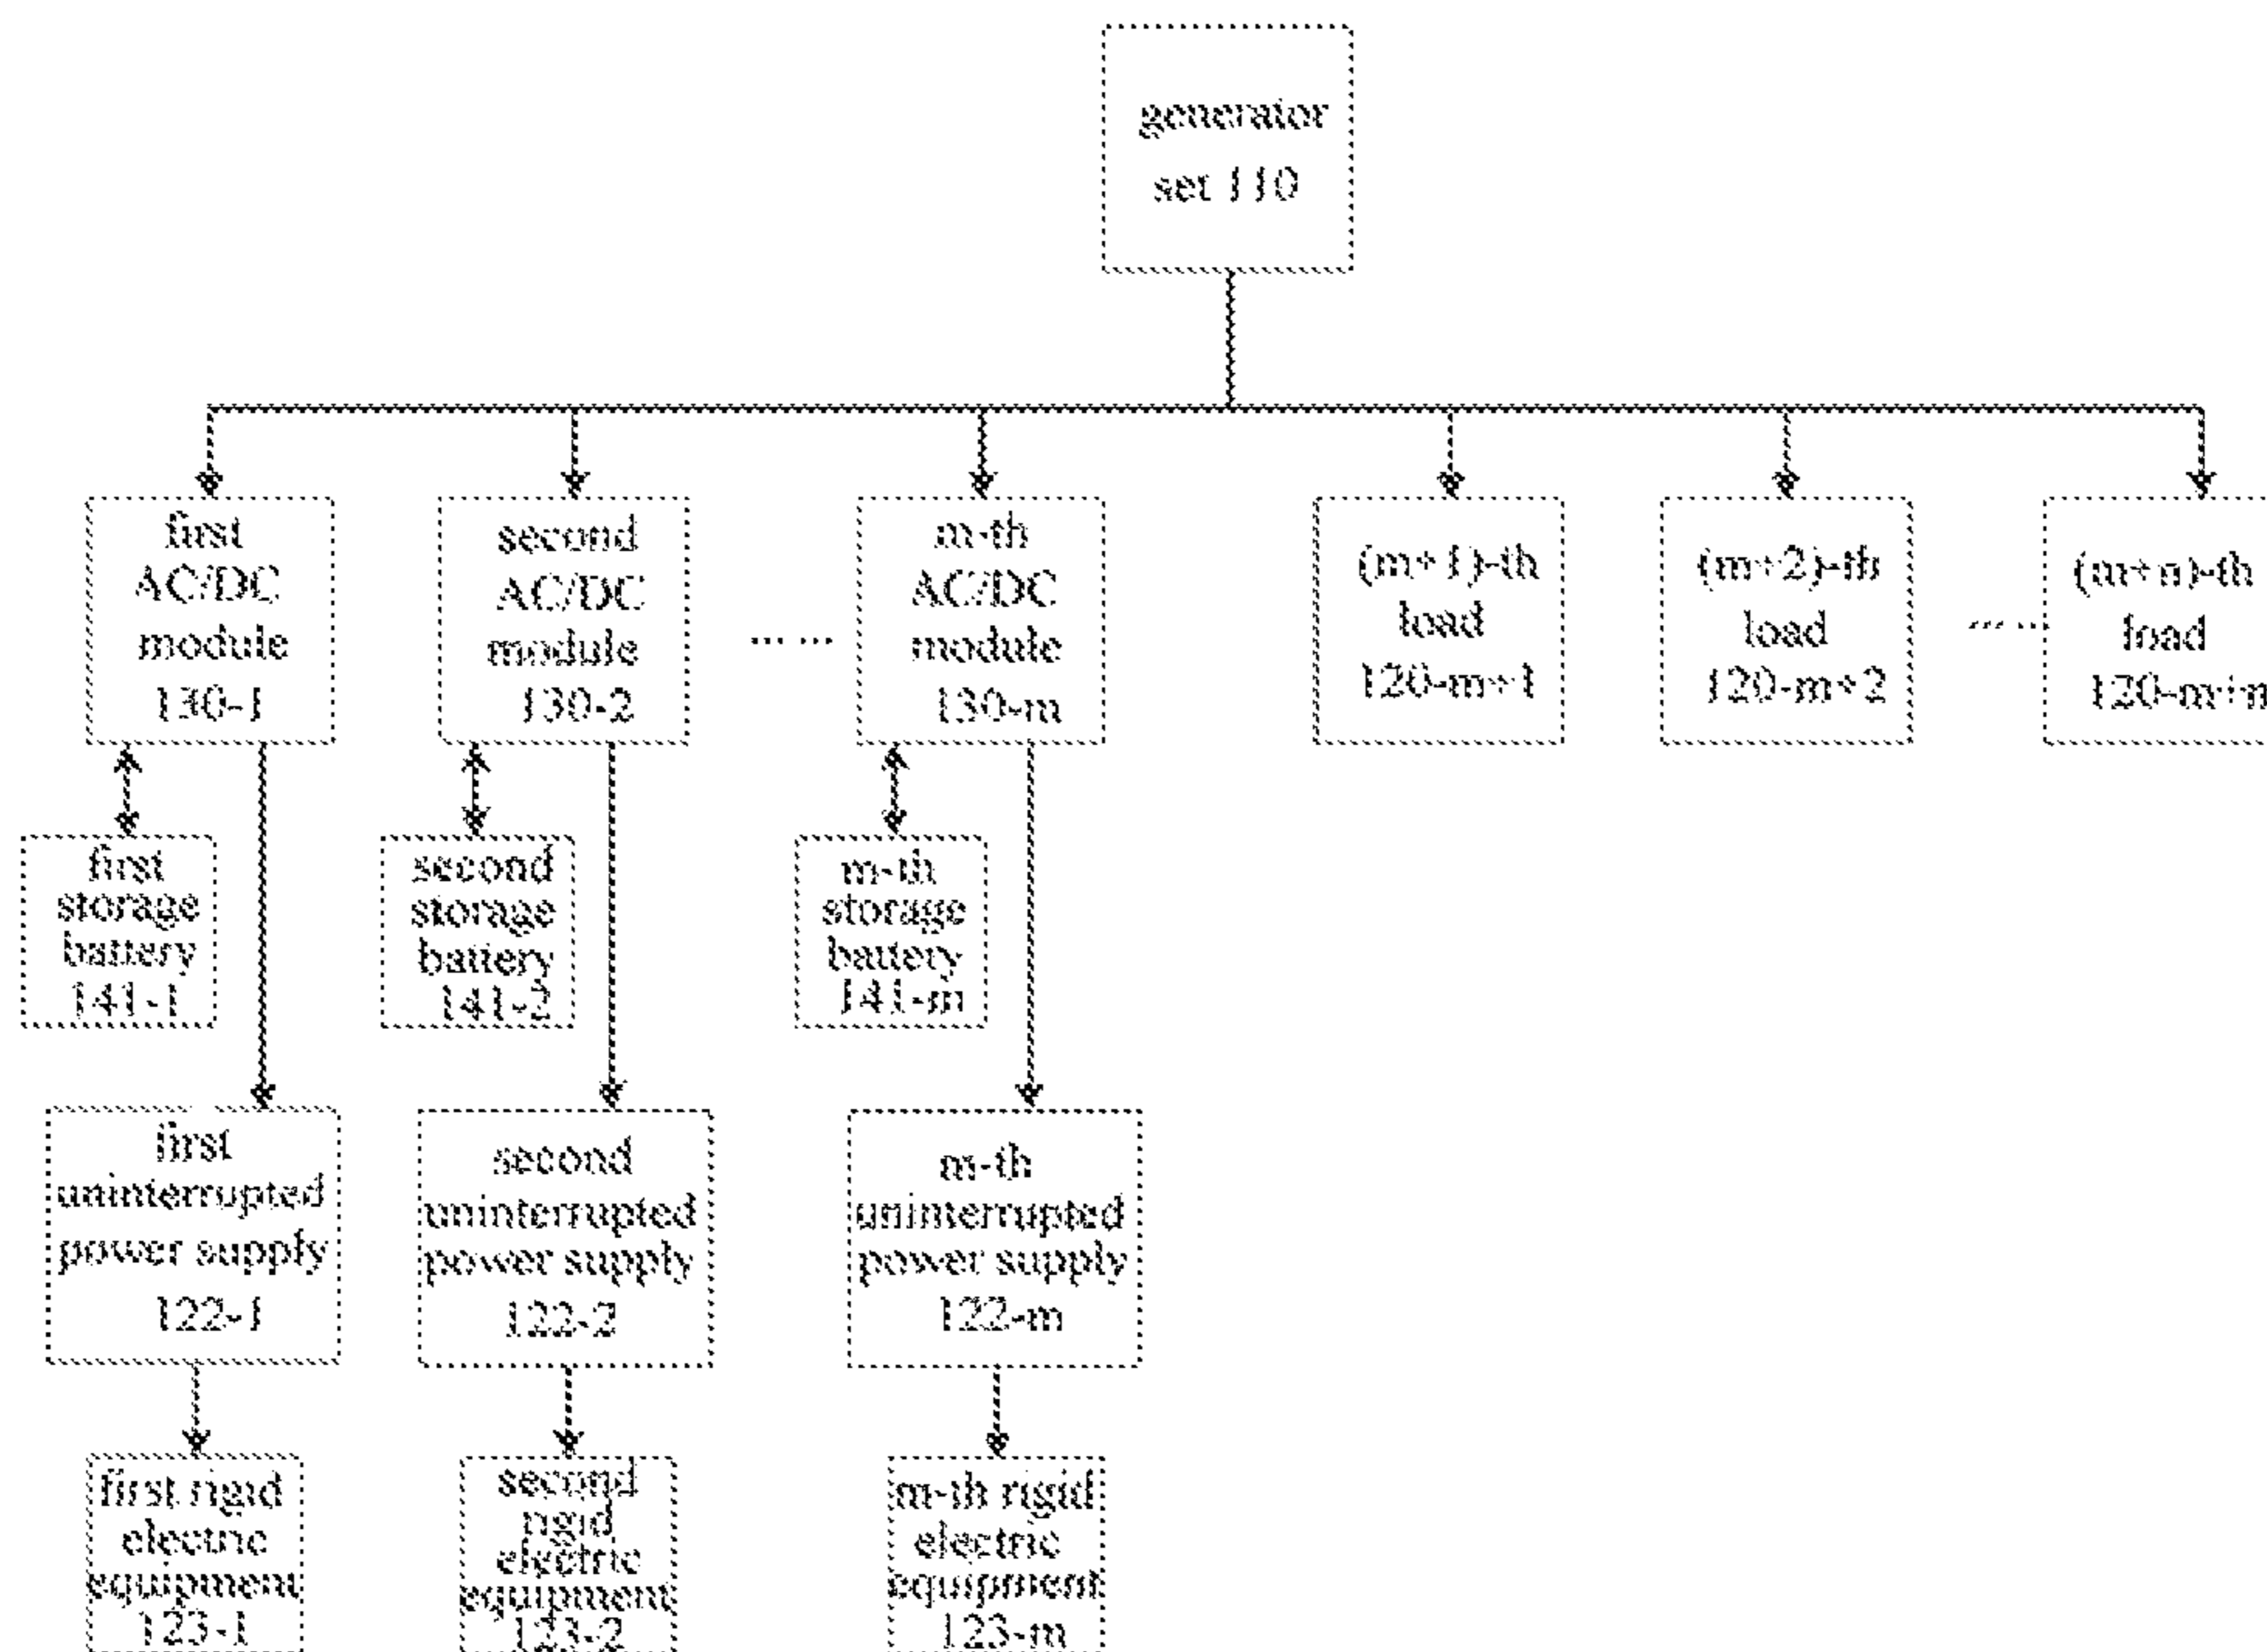 generator
set 110
first
AC/DC
module
130-1
second
AC/DC
module
130-2
... ...
m-th
AC/DC
module
130-m
(m+1)-th
load
120-m+1
(m+2)-th
load
120-m+2
... ...
(m+n)-th
load
120-m+n
first
storage
battery
141-1
second
storage
battery
141-2
m-th
storage
battery
141-m
first
uninterrupted
power supply
122-1
second
uninterrupted
power supply
122-2
m-th
uninterrupted
power supply
122-m
first rigid
electric
equipment
123-1
second
rigid
electric
equipment
123-2
m-th rigid
electric
equipment
123-m